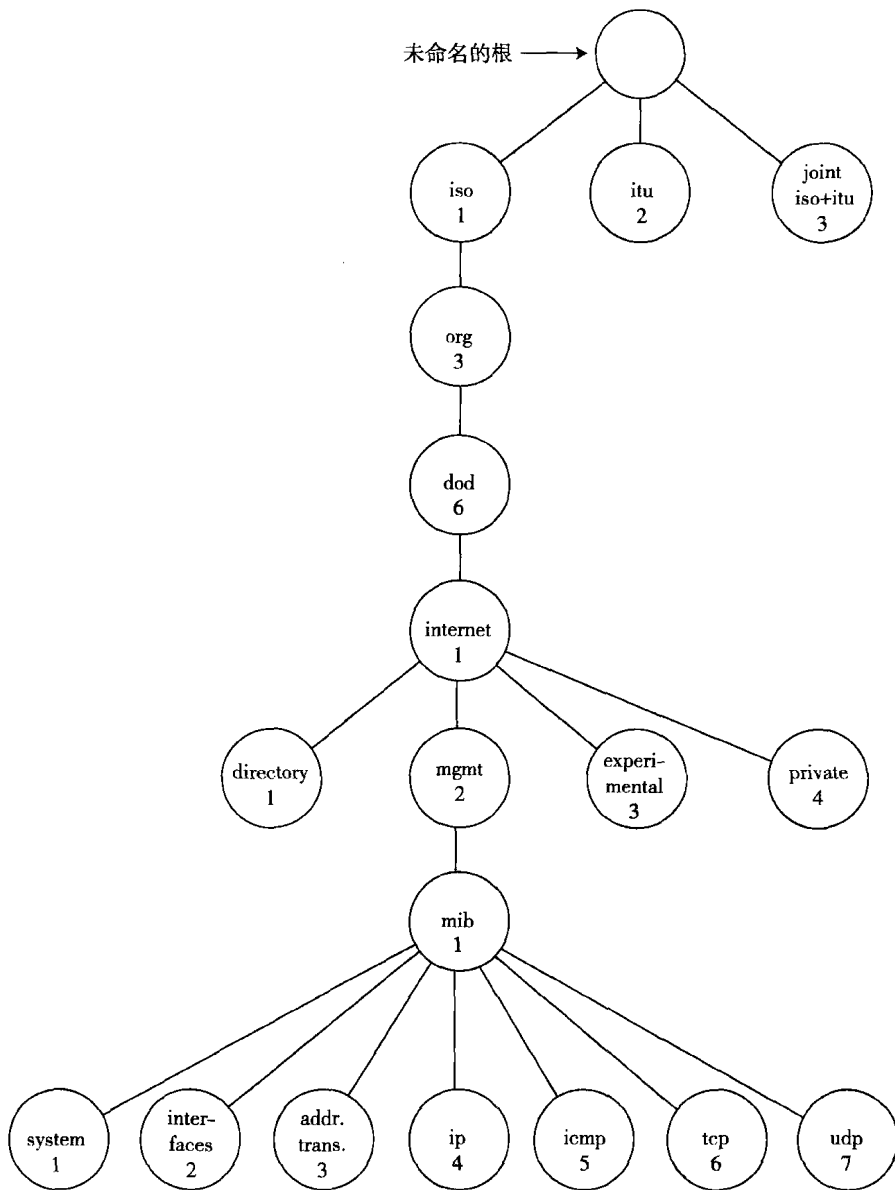 未命名的根
iso
1
itu
2
joint
iso+itu
3
org
3
dod
6
internet
1
directory
1
mgmt
2
experi-
mental
3
private
4
mib
1
system
1
inter-
faces
2
addr.
trans.
3
ip
4
icmp
5
tcp
6
udp
7